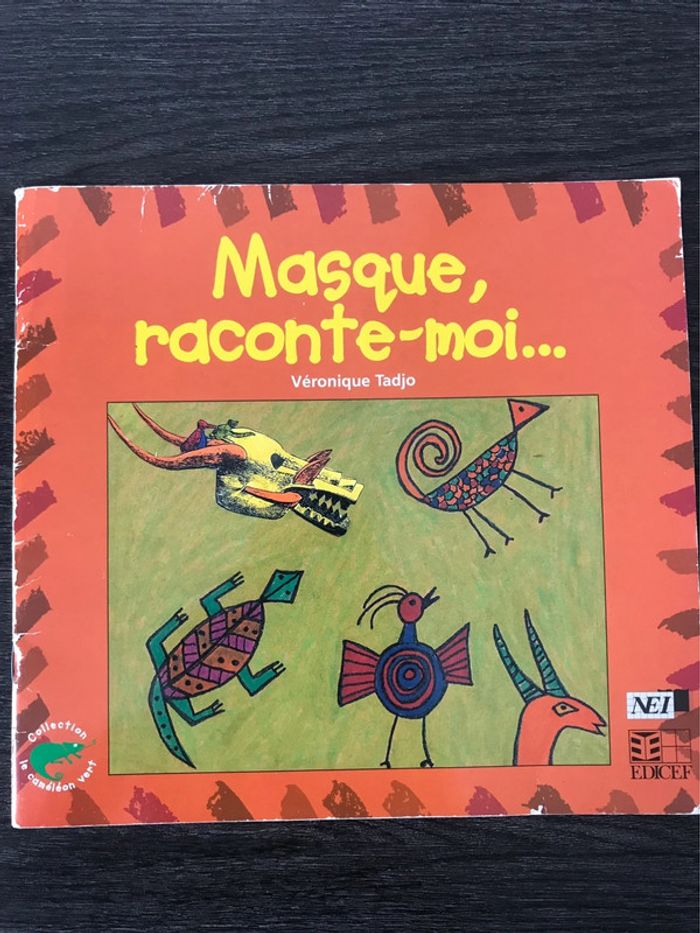 Masque,
raconte-moi...
Véronique Tadjo
NEI
EDICEF
Collection
le caméléon vert